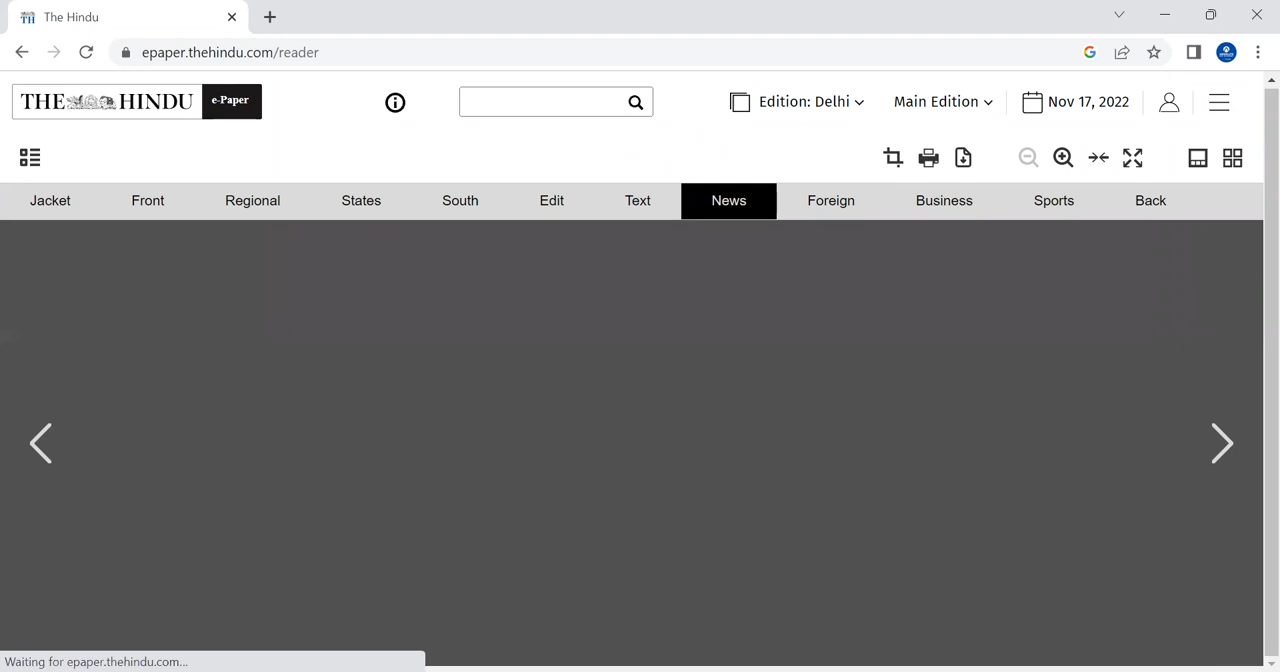 The Hindu
epaper.thehindu.com/reader
THE HINDU e-Paper
Edition: Delhi
Main Edition
Nov 17, 2022
Jacket Front Regional States South Edit Text News Foreign Business Sports Back
Waiting for epaper.thehindu.com...